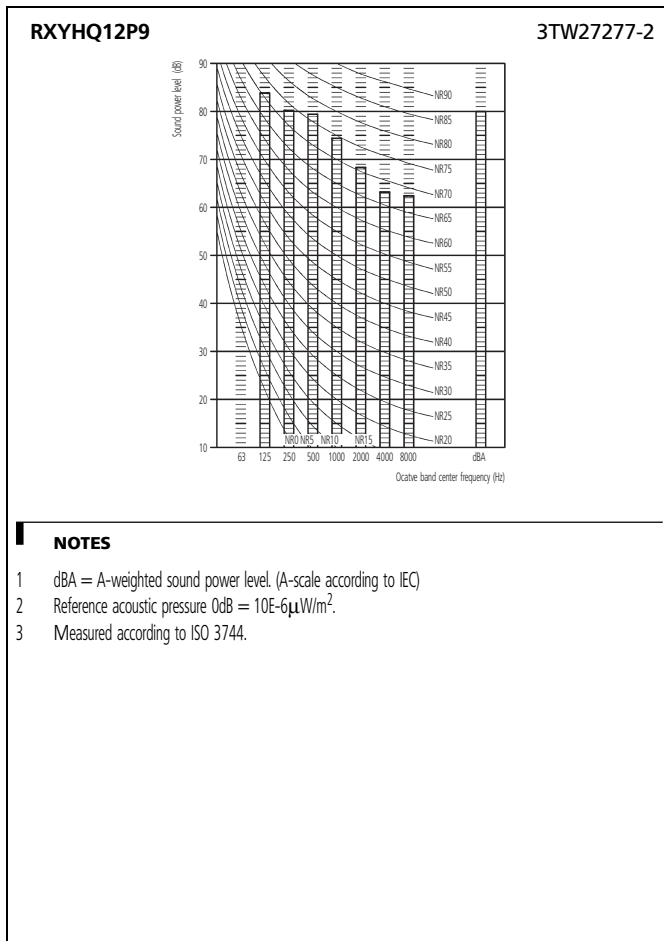 RXYHQ12P9 3TW27277-2
Sound power level (dB)
90
80
70
60
50
40
30
20
10
NR90
NR85
NR80
NR75
NR70
NR65
NR60
NR55
NR50
NR45
NR40
NR35
NR30
NR25
NR20
NR0 NR5 NR10 NR15
63 125 250 500 1000 2000 4000 8000 dBA
Ocatve band center frequency (Hz)
NOTES
1 dBA = A-weighted sound power level. (A-scale according to IEC)
2 Reference acoustic pressure 0dB = 10E-6µW/m².
3 Measured according to ISO 3744.